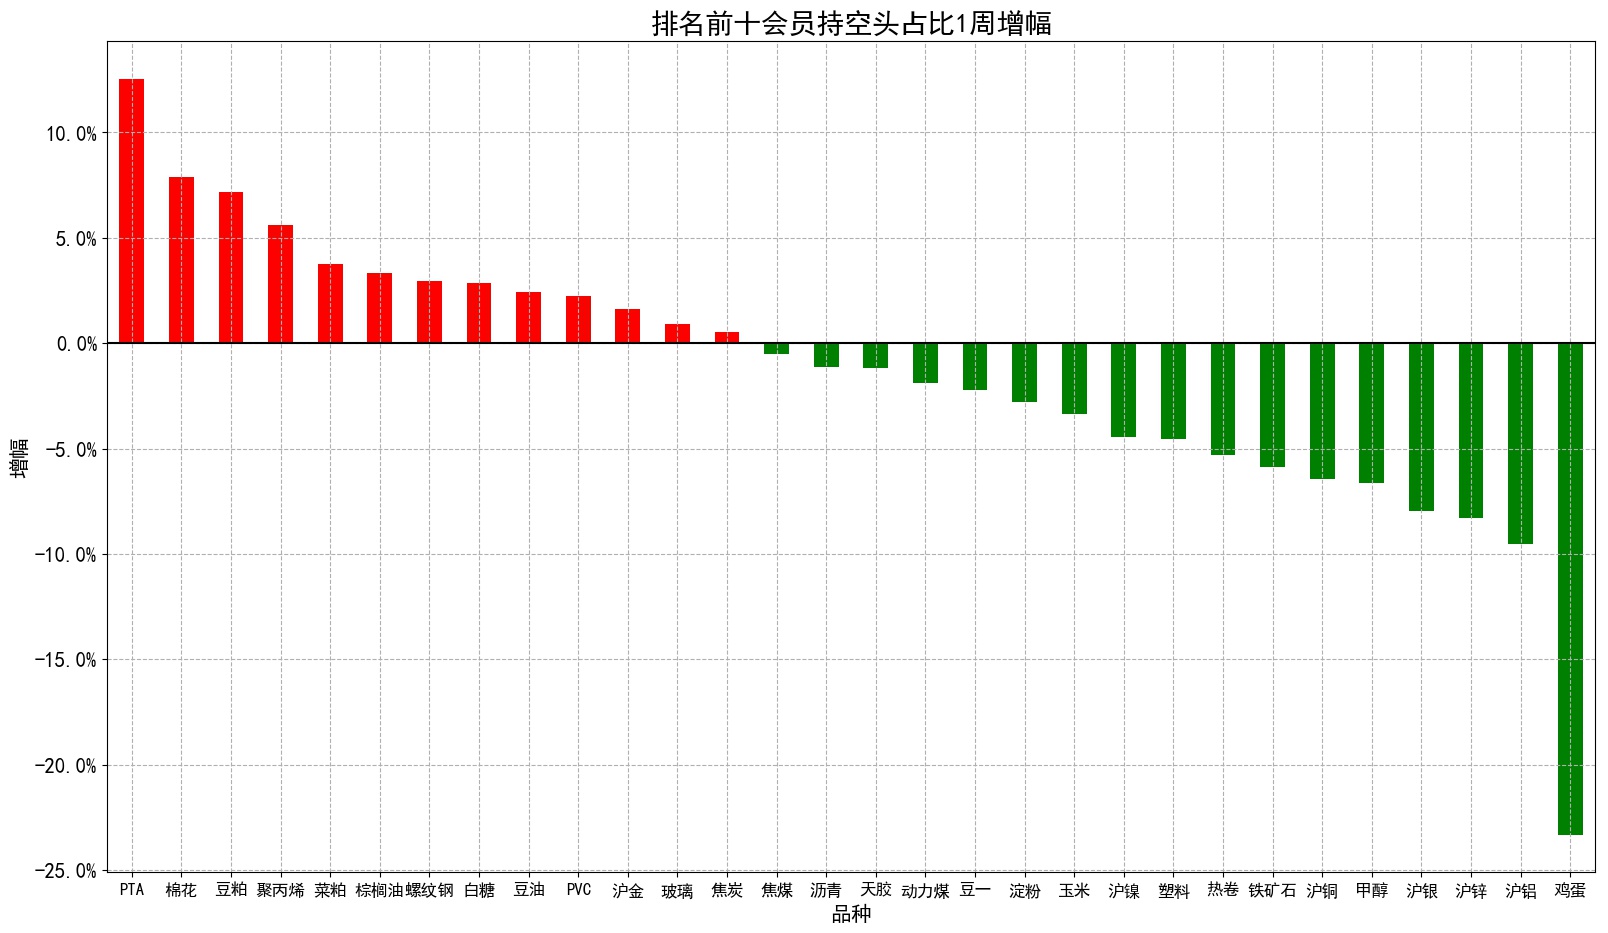 排名前十会员持空头占比1周增幅
10.0%
5.0%
0.0%
-5.0%
-10.0%
-15.0%
-20.0%
-25.0%
增幅
PTA 棉花 豆粕 聚丙烯 菜粕 棕榈油 螺纹钢 白糖 豆油 PVC 沪金 玻璃 焦炭 焦煤 沥青 天胶 动力煤 豆一 淀粉 玉米 沪镍 塑料 热卷 铁矿石 沪铜 甲醇 沪银 沪锌 沪铝 鸡蛋
品种